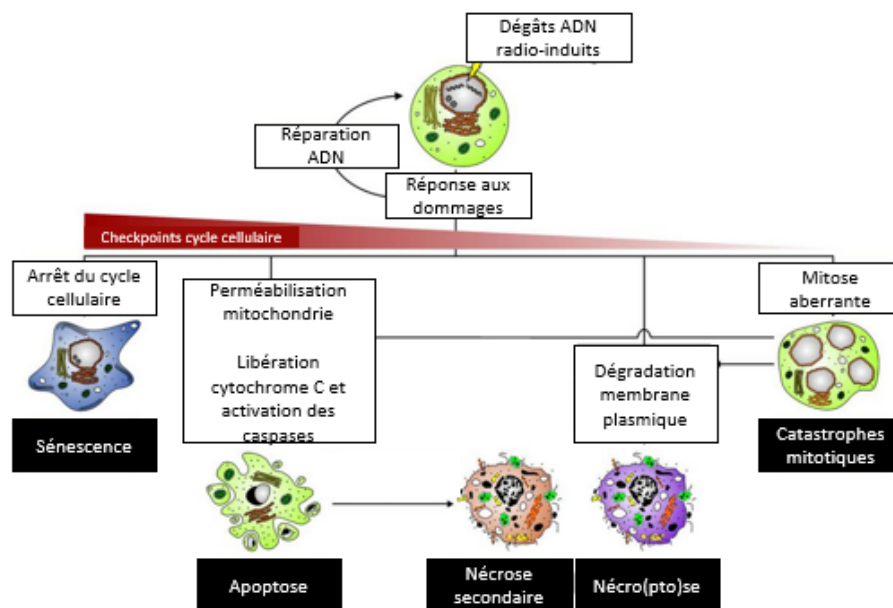 Dégâts ADN
radio-induits
Réparation
ADN
Réponse aux
dommages
Checkpoints cycle cellulaire
Arrêt du cycle
cellulaire
Perméabilisation
mitochondrie
Libération
cytochrome C et
activation des
caspases
Dégradation
membrane
plasmique
Mitose
aberrante
Sénescence
Catastrophes
mitotiques
Apoptose
Nécrose
secondaire
Nécro(pto)se